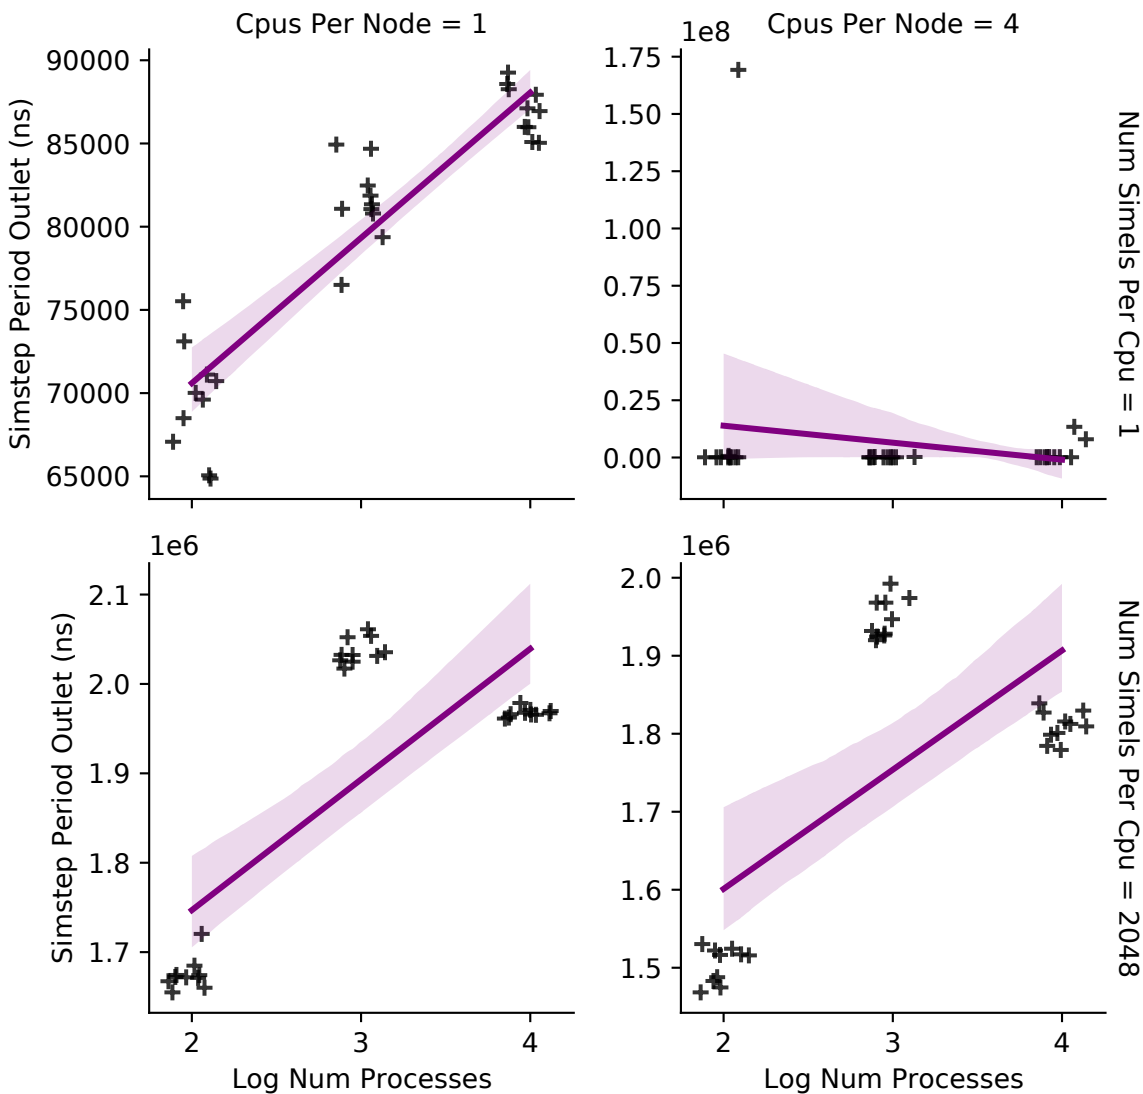 Cpus Per Node = 1
Cpus Per Node = 4
1e8
90000
85000
80000
75000
70000
65000
Simstep Period Outlet (ns)
1.75
1.50
1.25
1.00
0.75
0.50
0.25
0.00
Num Simels Per Cpu = 1
1e6
2.1
2.0
1.9
1.8
1.7
Simstep Period Outlet (ns)
2
3
4
Log Num Processes
1e6
2.0
1.9
1.8
1.7
1.6
1.5
2
3
4
Log Num Processes
Num Simels Per Cpu = 2048